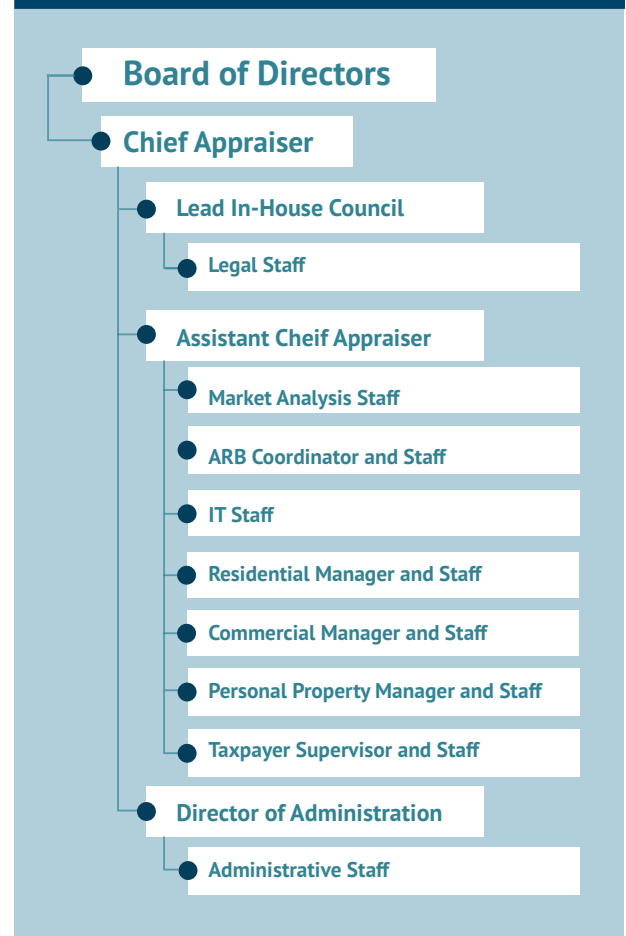 Board of Directors
Chief Appraiser
Lead In-House Council
Legal Staff
Assistant Cheif Appraiser
Market Analysis Staff
ARB Coordinator and Staff
IT Staff
Residential Manager and Staff
Commercial Manager and Staff
Personal Property Manager and Staff
Taxpayer Supervisor and Staff
Director of Administration
Administrative Staff